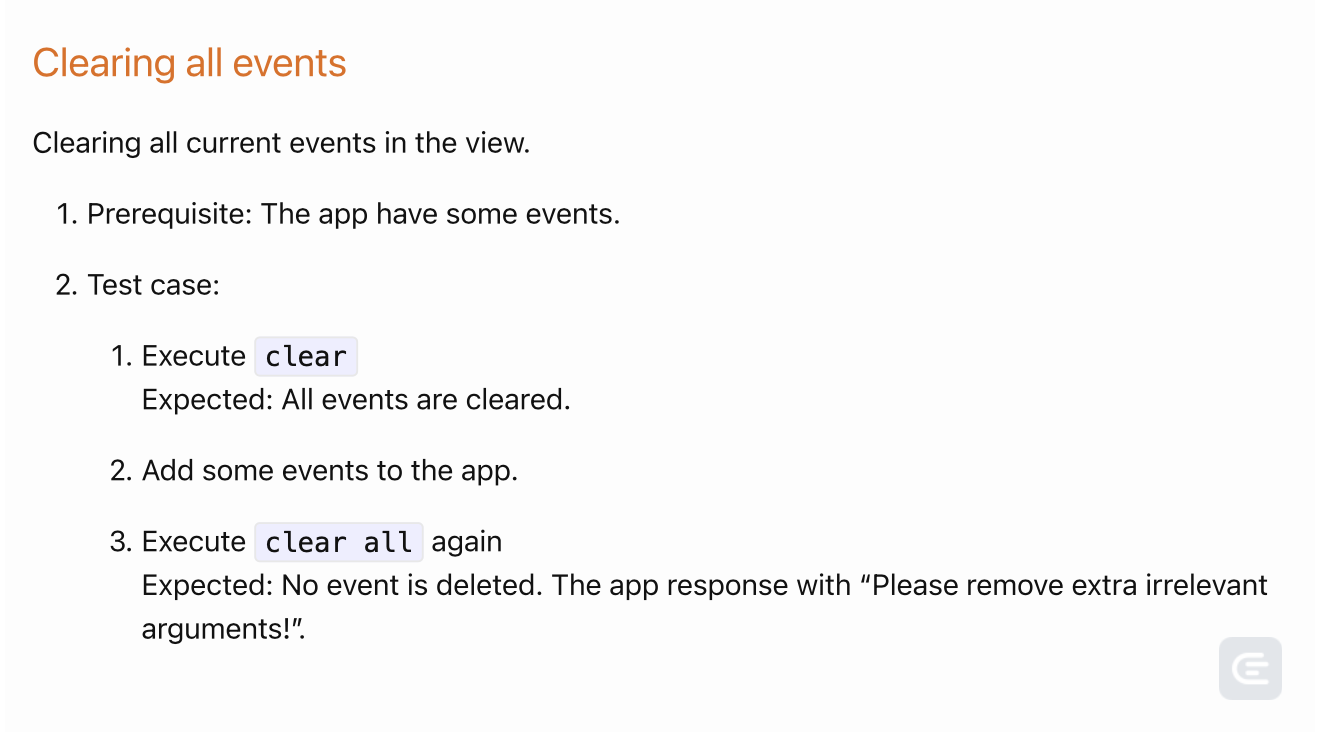 Clearing all events
Clearing all current events in the view.
1. Prerequisite: The app have some events.
2. Test case:
1. Execute clear
Expected: All events are cleared.
2. Add some events to the app.
3. Execute clear all again
Expected: No event is deleted. The app response with “Please remove extra irrelevant
arguments!”.